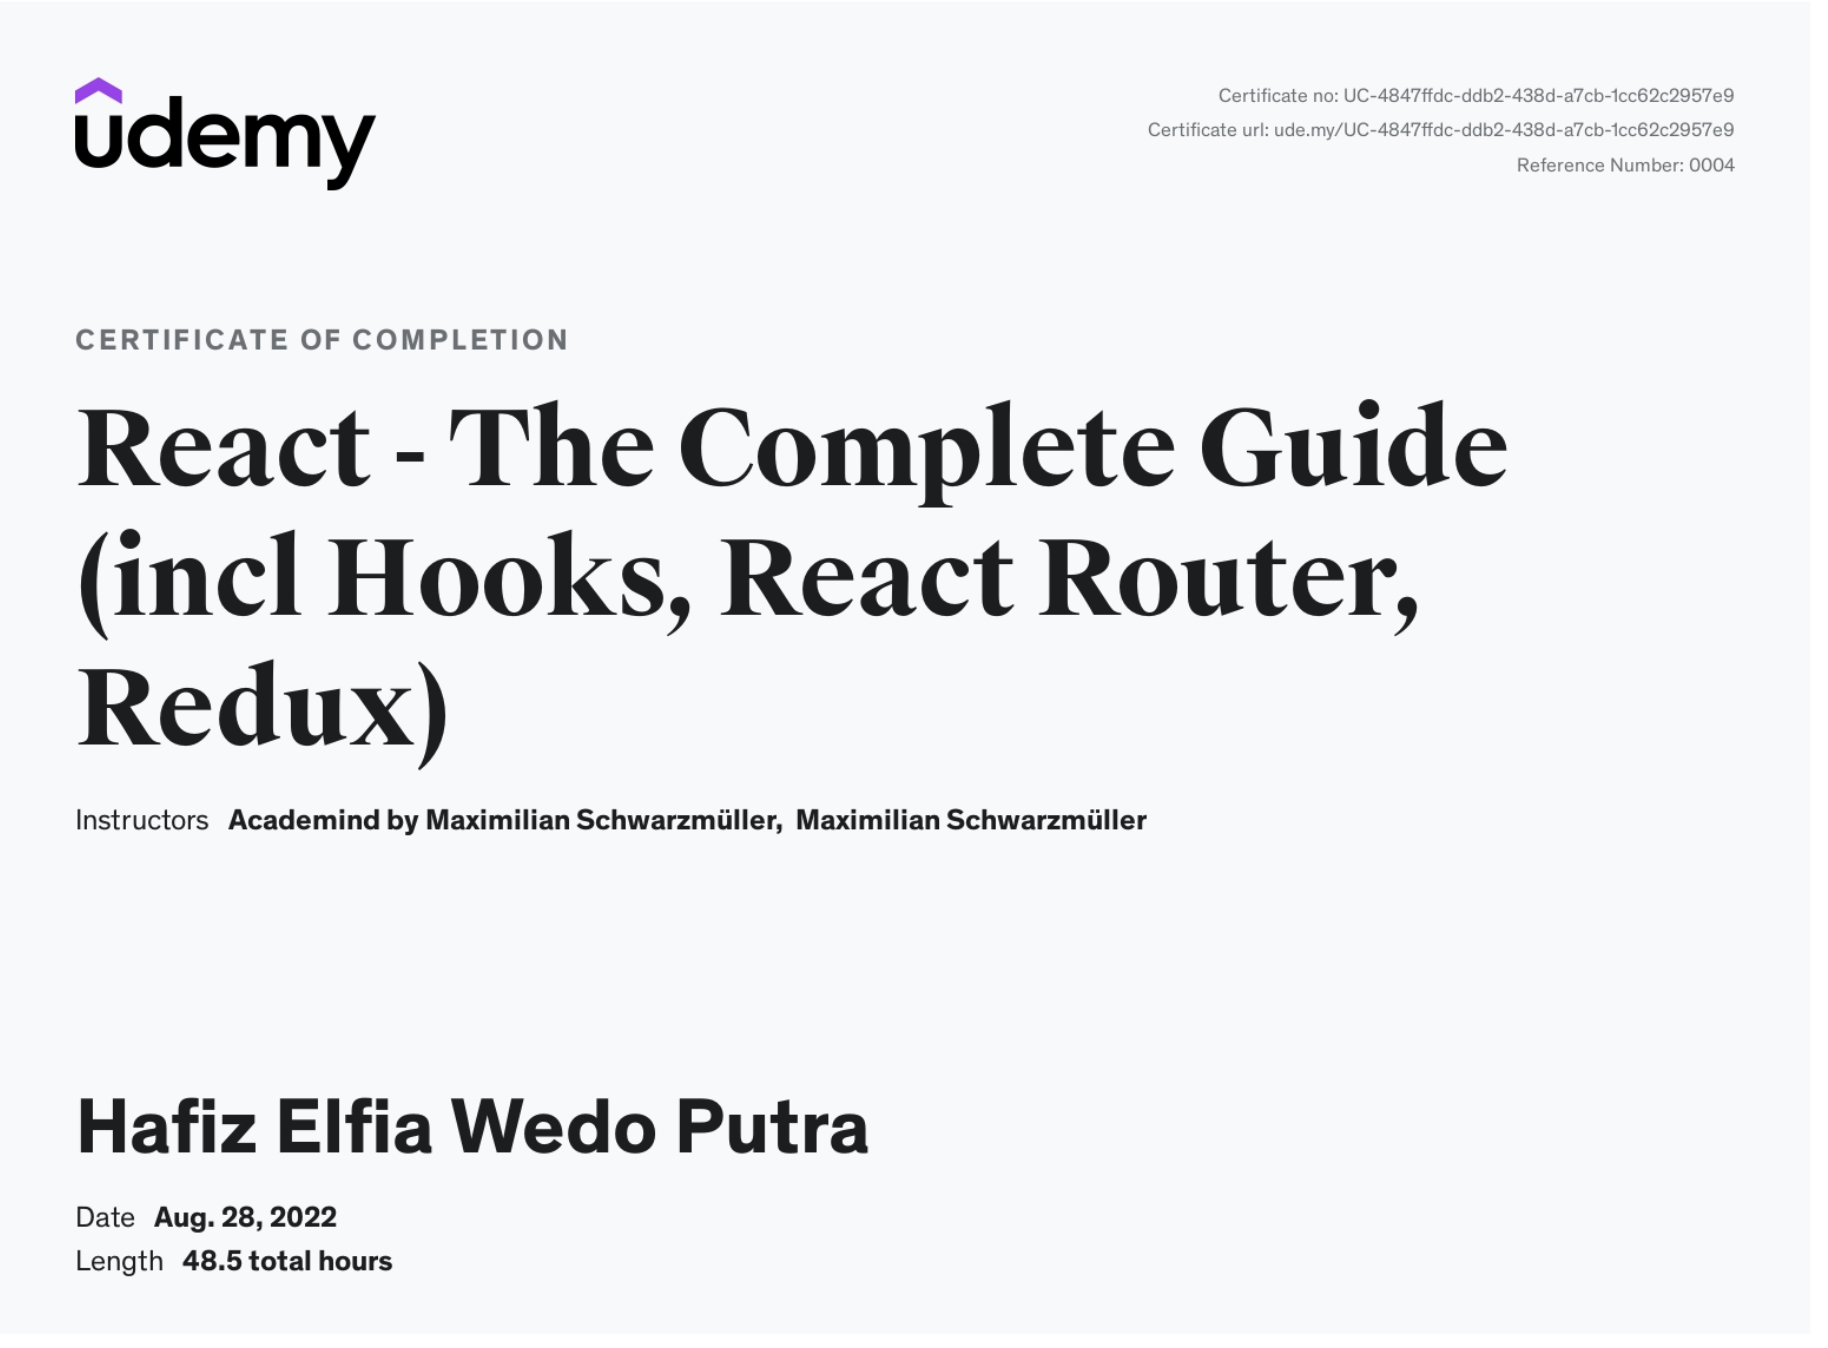 udemy
Certificate no: UC-4847ffdc-ddb2-438d-a7cb-1cc62c2957e9
Certificate url: ude.my/UC-4847ffdc-ddb2-438d-a7cb-1cc62c2957e9
Reference Number: 0004
CERTIFICATE OF COMPLETION
React - The Complete Guide
(incl Hooks, React Router,
Redux)
Instructors Academind by Maximilian Schwarzmüller, Maximilian Schwarzmüller
Hafiz Elfia Wedo Putra
Date Aug. 28, 2022
Length 48.5 total hours